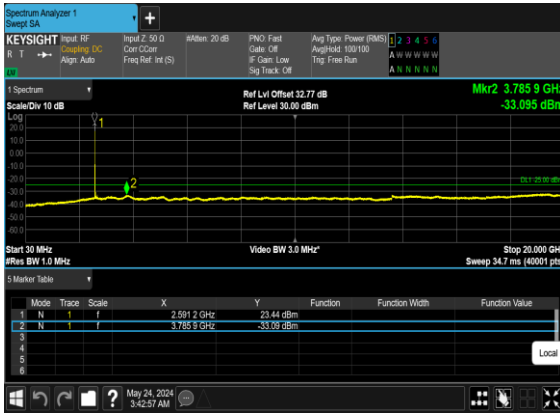 Spectrum Analyzer 1
Swept SA
+
KEYSIGHT Input: RF Input Z: 50 Ω #Atten: 20 dB PNO: Fast Avg Type: Power (RMS) 1 2 3 4 5 6
R T Coupling: DC Corr CCorr Gate: Off Avg|Hold: 100/100 A W W W W W
Align: Auto Freq Ref: Int (S) IF Gain: Low Trig: Free Run
Sig Track: Off A N N N N N
LXI
1 Spectrum Ref Lvl Offset 32.77 dB Mkr2 3.785 9 GHz
Scale/Div 10 dB Ref Level 30.00 dBm -33.095 dBm
Log
20.0
10.0
0.00
-10.0
-20.0
-30.0
-40.0
-50.0
-60.0
1
2
DL1 -25.00 dBm
Start 30 MHz Video BW 3.0 MHz* Stop 20.000 GHz
#Res BW 1.0 MHz Sweep 34.7 ms (40001 pts)
5 Marker Table
Mode Trace Scale X Y Function Function Width Function Value
1 N 1 f 2.591 2 GHz 23.44 dBm
2 N 1 f 3.785 9 GHz -33.09 dBm
3
4
5
6
Local
? May 24, 2024
3:42:57 AM